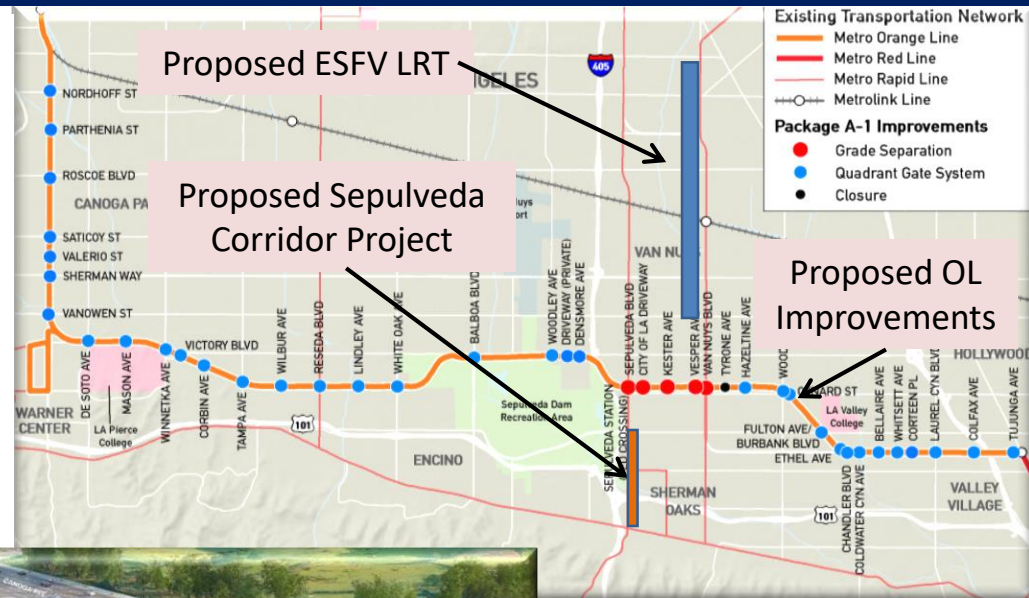 Existing Transportation Network
Metro Orange Line
Metro Red Line
Metro Rapid Line
Metrolink Line
Package A-1 Improvements
Grade Separation
Quadrant Gate System
Closure
Proposed ESFV LRT
Proposed Sepulveda
Corridor Project
Proposed OL
Improvements
405
NORDHOFF ST
PARTHENIA ST
ROSCOE BLVD
CANOGA
SATICOY ST
VALERIO ST
SHERMAN WAY
VANOWEN ST
VAN NUYS
DE SOTO AVE
MASON AVE
WINNETKA AVE
VICTORY BLVD
CORBIN AVE
TAMPA AVE
WILBUR AVE
RESEDA BLVD
LINDLEY AVE
WHITE OAK AVE
BALBOA BLVD
WOODLEY AVE
DRIVEWAY (PRIVATE)
DENSMORE AVE
SEPULVEDA BLVD
CITY OF LA DRIVEWAY
KESTER AVE
VESPER AVE
VAN NUYS BLVD
TYRONE AVE
HAZELTINE AVE
FULTON AVE/
BURBANK BLVD
ETHEL AVE
CHANDLER BLVD
COLDWATER CYN AVE
BELLAIRE AVE
WHITSETT AVE
CORTEEN PL
LAUREL CYN BLVD
COLFAX AVE
TUJUNGA AVE
WARNER
CENTER
LA Pierce
College
101
ENCINO
Sepulveda Dam
Recreation Area
SEPULVEDA STATION
SHERMAN
OAKS
LA Valley
College
101
VALLEY
VILLAGE
CANOGA AVE